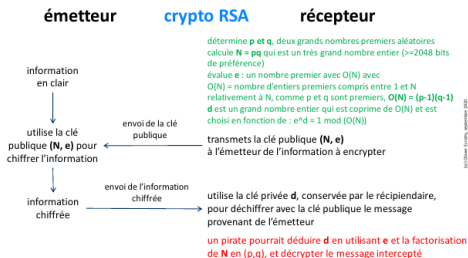 émetteur
crypto RSA
récepteur
détermine p et q, deux grands nombres premiers aléatoires
calcule N = pq qui est un très grand nombre entier (>=2048 bits
de préférence)
évalue e : un nombre premier avec O(N) avec
O(N) = nombre d'entiers premiers compris entre 1 et N
relativement à N, comme p et q sont premiers, O(N) = (p-1)(q-1)
d est un grand nombre entier qui est coprime de O(N) et est
choisi en fonction de : e^d = 1 mod (O(N))
information
en clair
utilise la clé
publique (N, e) pour
chiffrer l'information
envoi de la clé
publique
transmets la clé publique (N, e)
à l'émetteur de l'information à encrypter
envoi de l'information
chiffrée
information
chiffrée
utilise la clé privée d, conservée par le récipiendaire,
pour déchiffrer avec la clé publique le message
provenant de l'émetteur
un pirate pourrait déduire d en utilisant e et la factorisation
de N en (p,q), et décrypter le message intercepté